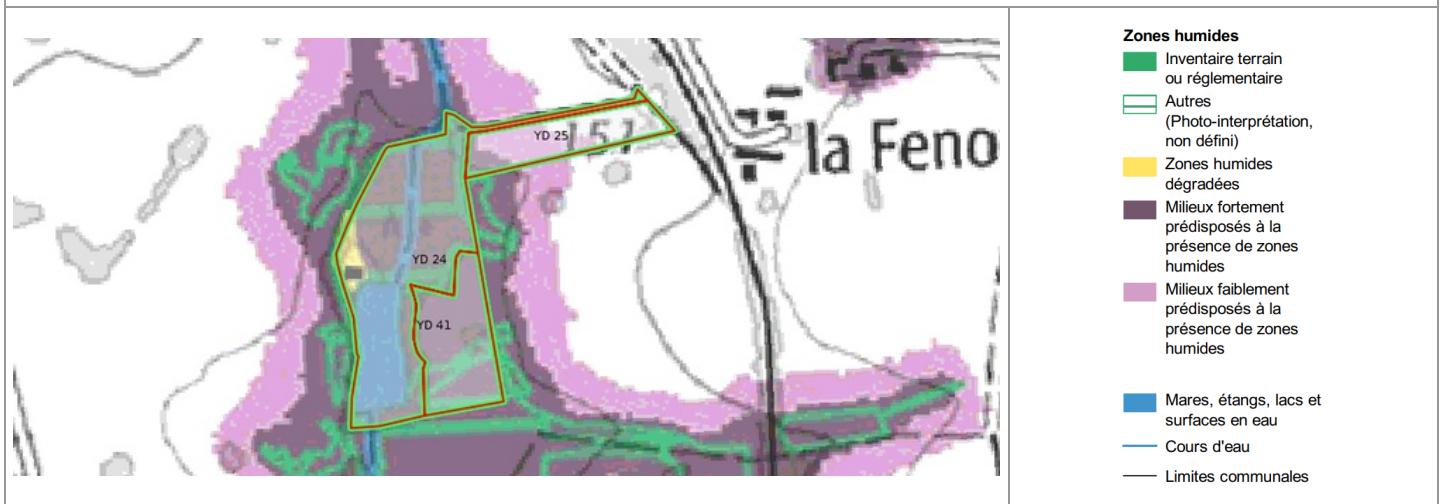 YD 25
157
la Feno
YD 24
YD 41
Zones humides
Inventaire terrain
ou réglementaire
Autres
(Photo-interprétation,
non défini)
Zones humides
dégradées
Milieux fortement
prédisposés à la
présence de zones
humides
Milieux faiblement
prédisposés à la
présence de zones
humides
Mares, étangs, lacs et
surfaces en eau
Cours d'eau
Limites communales